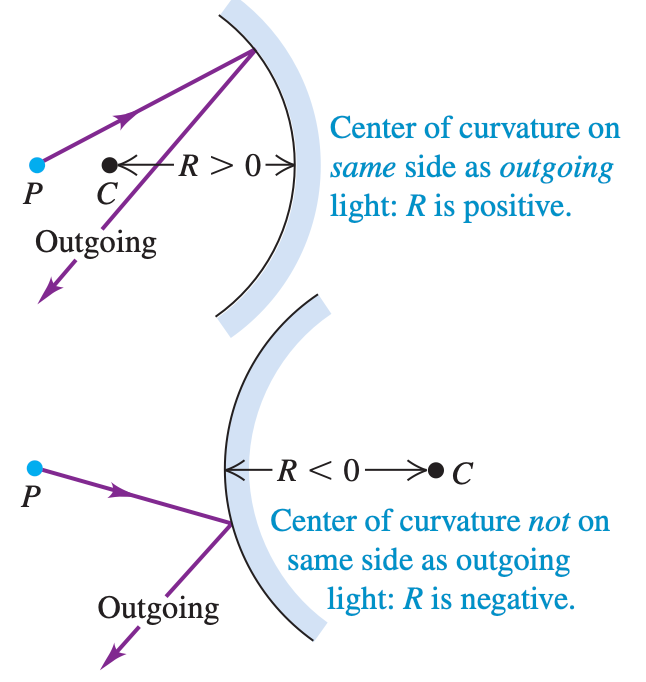 Center of curvature on
same side as outgoing
light: R is positive.
R > 0
P
C
Outgoing
R < 0
C
P
Center of curvature not on
same side as outgoing
light: R is negative.
Outgoing